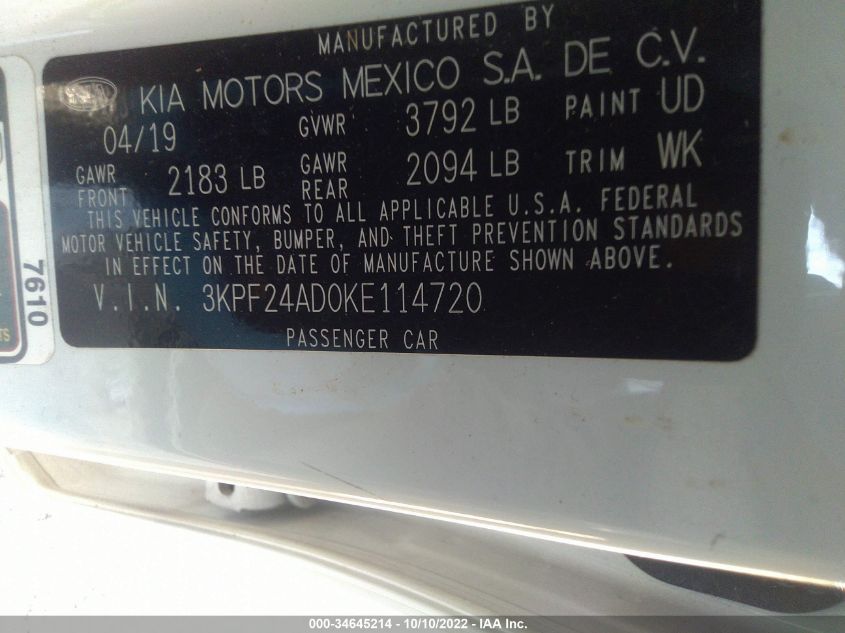 MANUFACTURED BY
KIA KIA MOTORS MEXICO S.A. DE C.V.
04/19 GVWR 3792 LB PAINT UD
GAWR FRONT 2183 LB GAWR REAR 2094 LB TRIM WK
THIS VEHICLE CONFORMS TO ALL APPLICABLE U.S.A. FEDERAL
MOTOR VEHICLE SAFETY, BUMPER, AND THEFT PREVENTION STANDARDS
IN EFFECT ON THE DATE OF MANUFACTURE SHOWN ABOVE.
V.I.N. 3KPF24AD0KE114720
PASSENGER CAR
7610
000-34645214 - 10/10/2022 - IAA Inc.